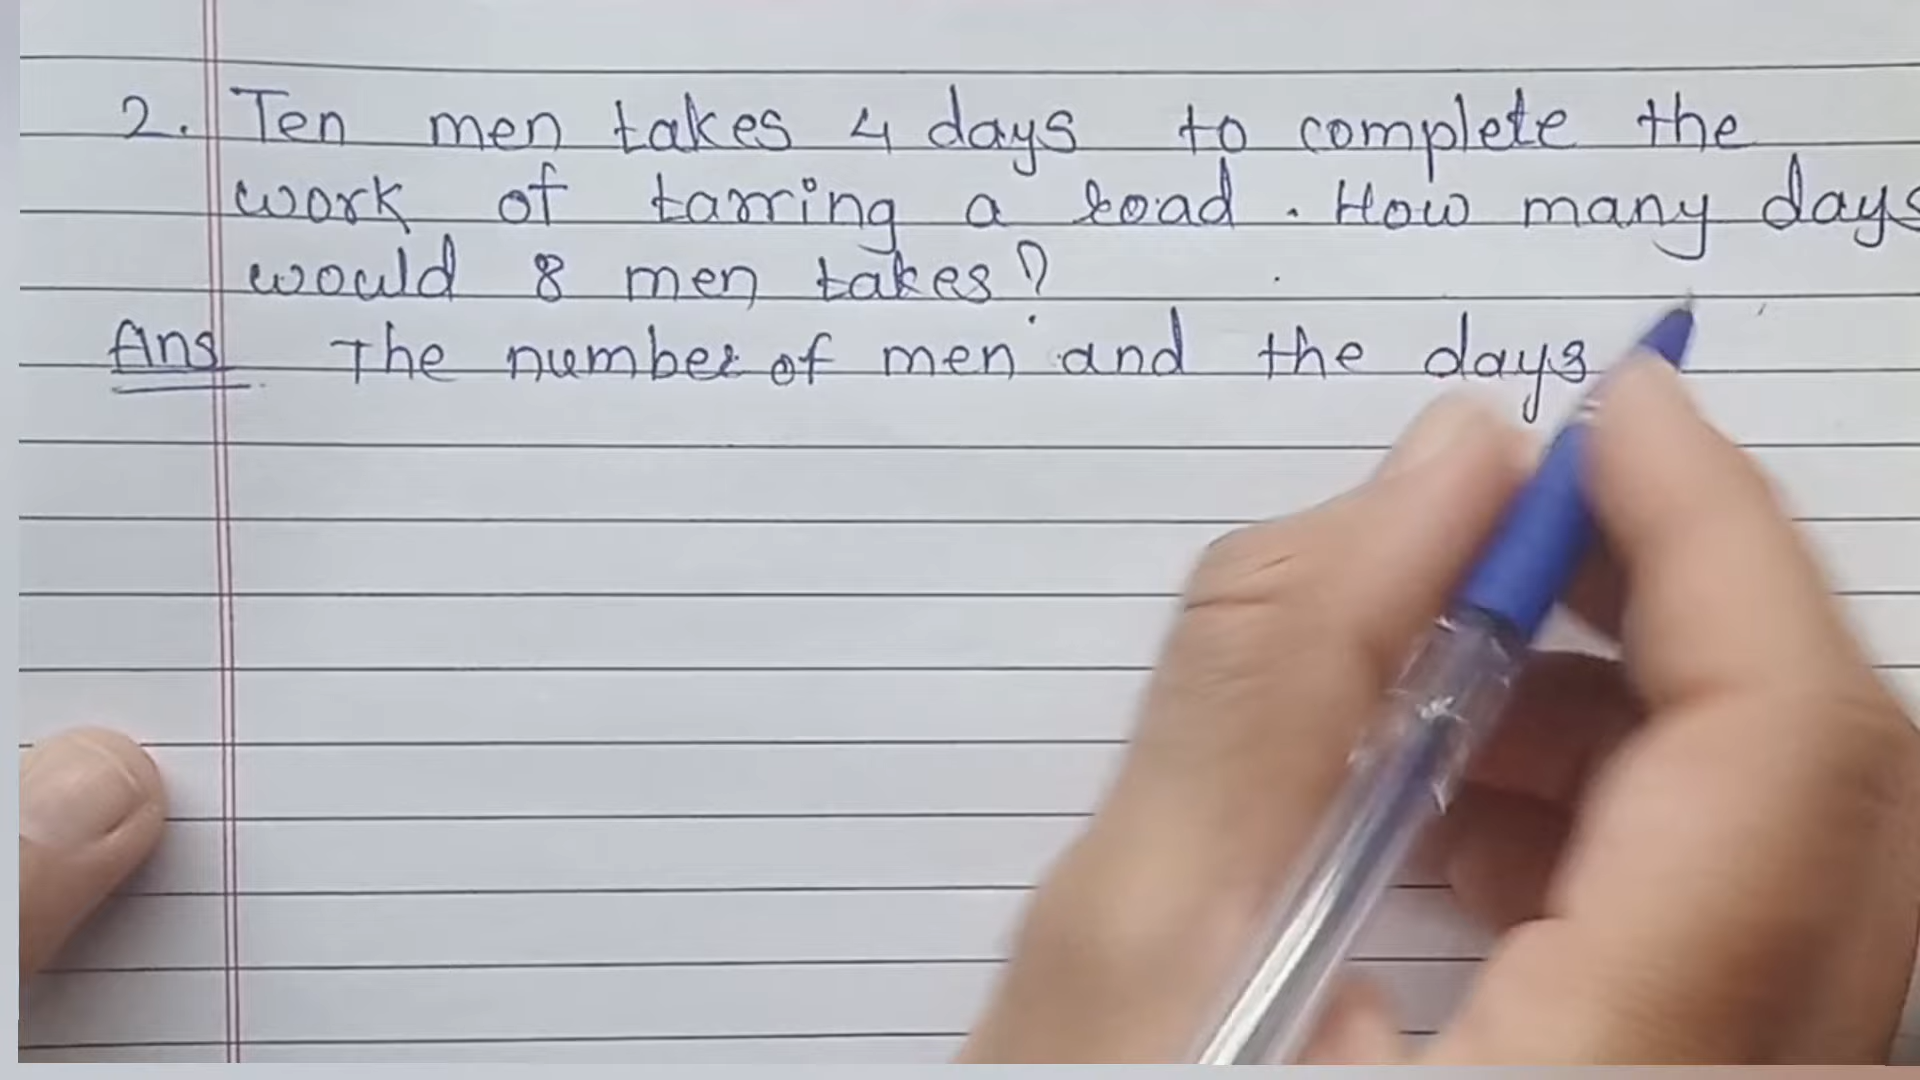 2. Ten men takes 4 days to complete the
work of tarring a road. How many days
would 8 men takes?
Ans The number of men and the days